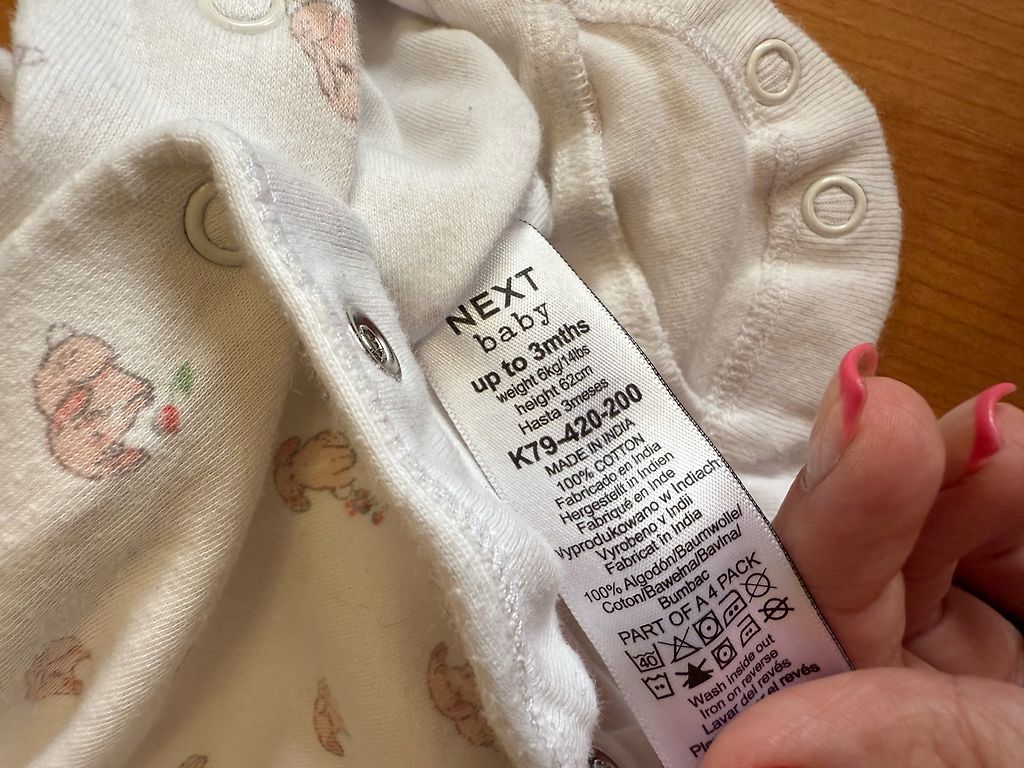 NEXT
baby
up to 3mths
weight 6kg/14lbs
height 62cm
Hasta 3meses
K79-420-200
MADE IN INDIA
100% COTTON
Fabricado en India
Hergestellt in Indien
Fabriqué en Inde
Wyprodukowano w Indiach
Vyrobeno v Indii
Fabricat în India
100% Algodón/Baumwolle/
Coton/Bawełna/Bavlna/
Bumbac
PART OF A 4 PACK
40
Wash inside out
Iron on reverse
Lavar del revés
al revés